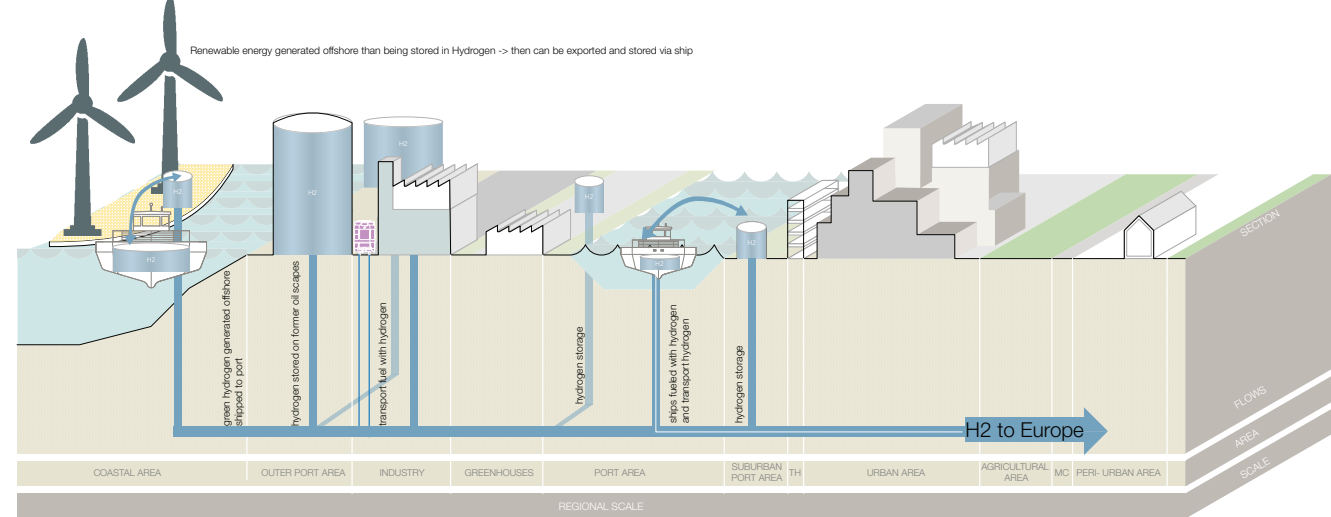 Renewable energy generated offshore than being stored in Hydrogen -> then can be exported and stored via ship
H2
H2
H2
H2
H2
H2
H2
green hydrogen generated offshore
shipped to port
hydrogen stored on former oil scapes
transport fuel with hydrogen
hydrogen storage
ships fueled with hydrogen
and transport hydrogen
hydrogen storage
H2 to Europe
SECTION
FLOWS
AREA
SCALE
COASTAL AREA
OUTER PORT AREA
INDUSTRY
GREENHOUSES
PORT AREA
SUBURBAN
PORT AREA
TH
URBAN AREA
AGRICULTURAL
AREA
MC
PERI- URBAN AREA
REGIONAL SCALE